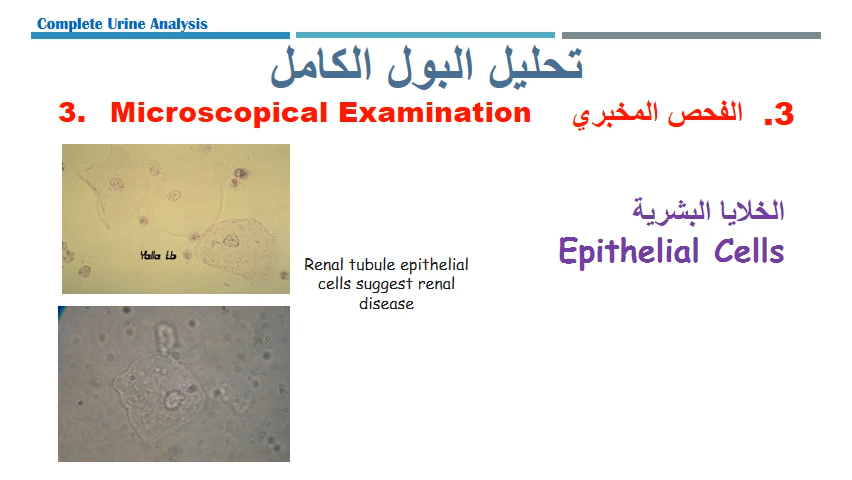 Complete Urine Analysis
تحليل البول الكامل
3. Microscopical Examination
3. الفحص المخبري
الخلايا البشرية
Epithelial Cells
Yalla Lb
Renal tubule epithelial
cells suggest renal
disease